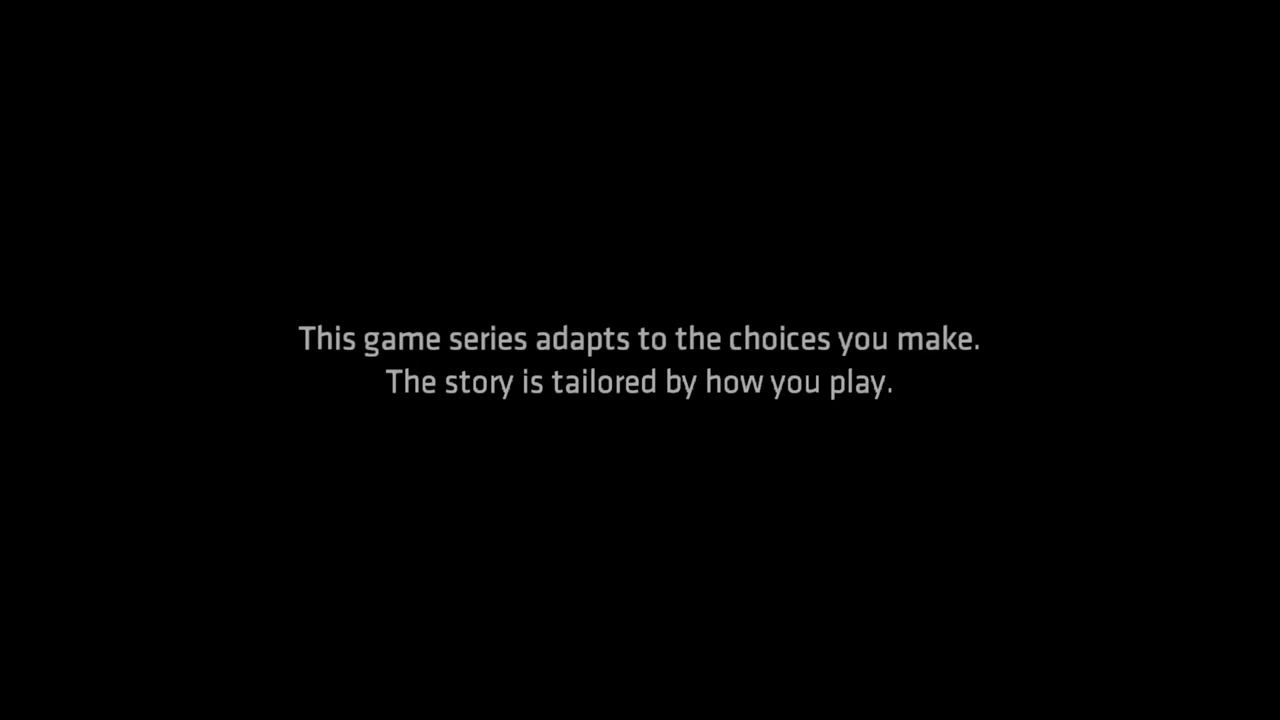 This game series adapts to the choices you make.
The story is tailored by how you play.